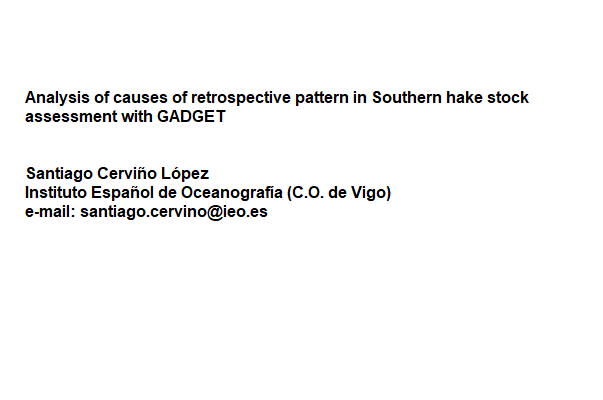 Analysis of causes of retrospective pattern in Southern hake stock
assessment with GADGET
Santiago Cerviño López
Instituto Español de Oceanografía (C.O. de Vigo)
e-mail: santiago.cervino@ieo.es